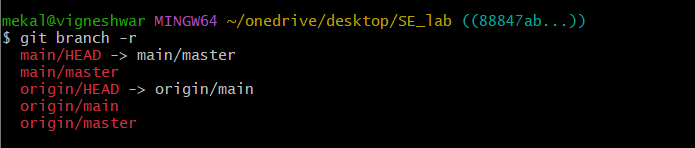 mekal@vigneshwar MINGW64 ~/onedrive/desktop/SE_lab ((88847ab...))
$ git branch -r
main/HEAD -> main/master
main/master
origin/HEAD -> origin/main
origin/main
origin/master